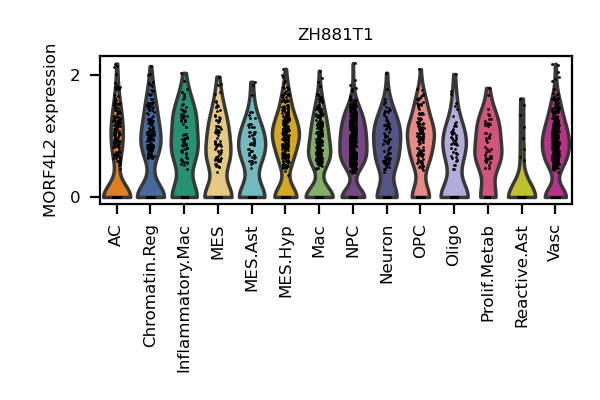 ZH881T1
MORF4L2 expression
2
0
AC
Chromatin.Reg
Inflammatory.Mac
MES
MES.Ast
MES.Hyp
Mac
NPC
Neuron
OPC
Oligo
Prolif.Metab
Reactive.Ast
Vasc